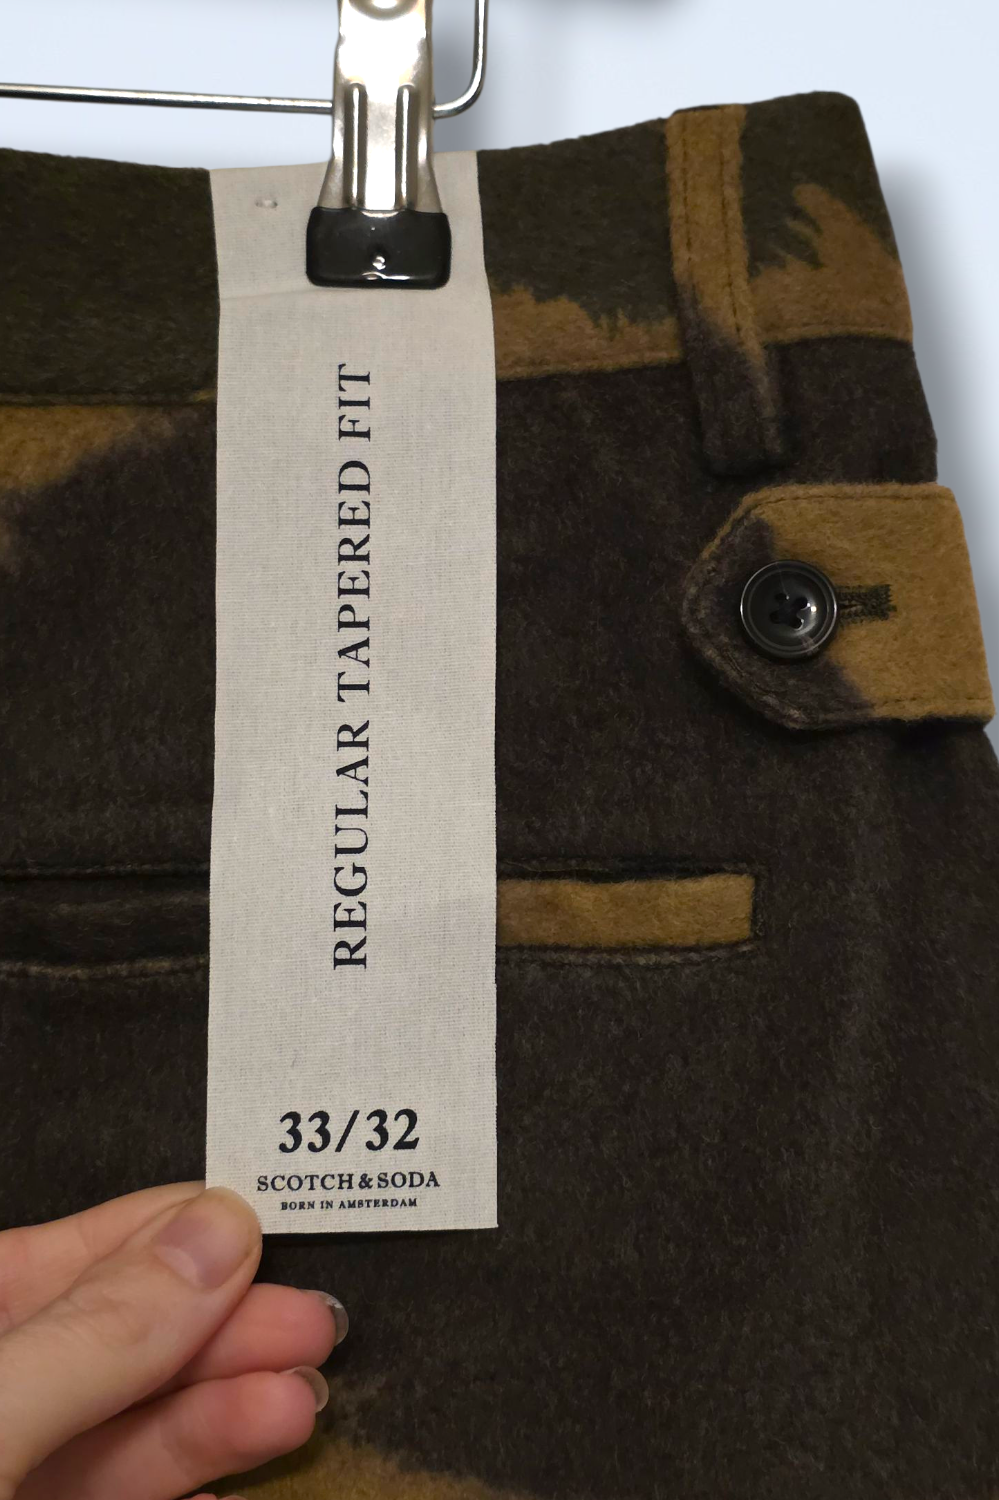 REGULAR TAPERED FIT
33/32
SCOTCH & SODA
BORN IN AMSTERDAM